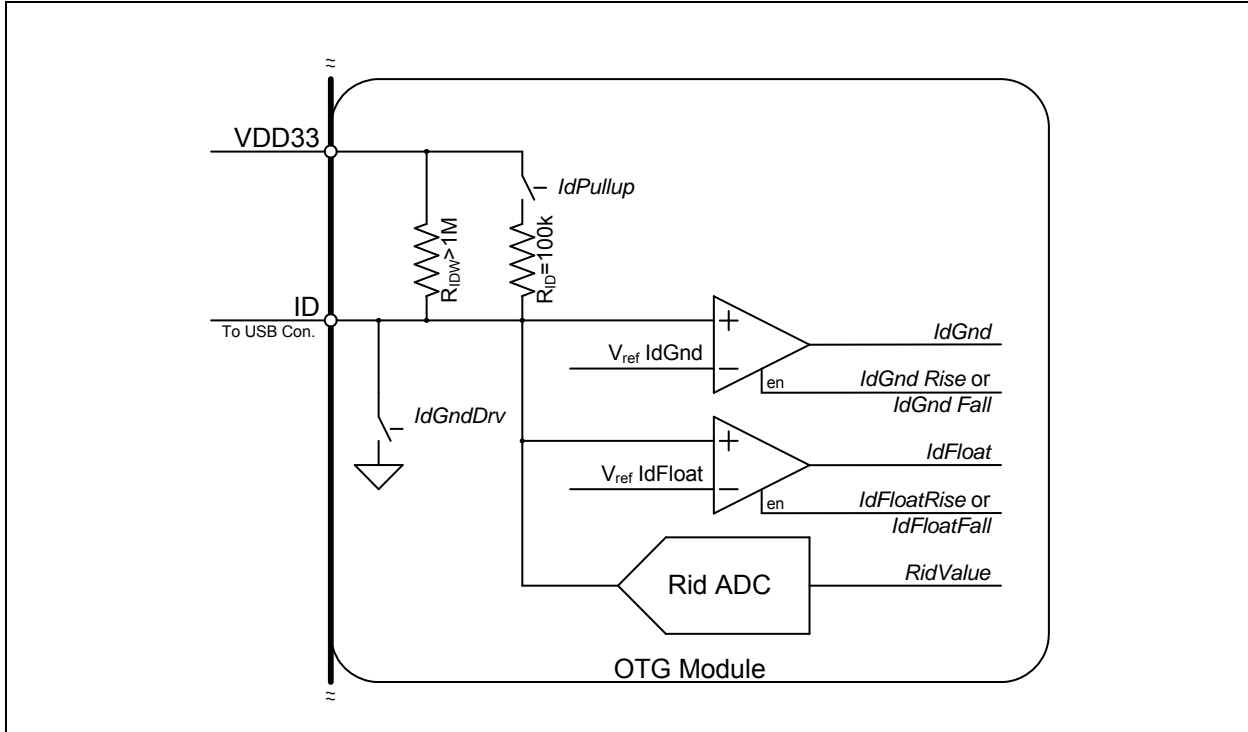 ≈
VDD33
IdPullup
RIDW>1M
RID=100k
ID
To USB Con.
+
IdGnd
Vref IdGnd
−
en
IdGnd Rise or
IdGnd Fall
IdGndDrv
+
IdFloat
Vref IdFloat
−
en
IdFloatRise or
IdFloatFall
Rid ADC
RidValue
OTG Module
≈